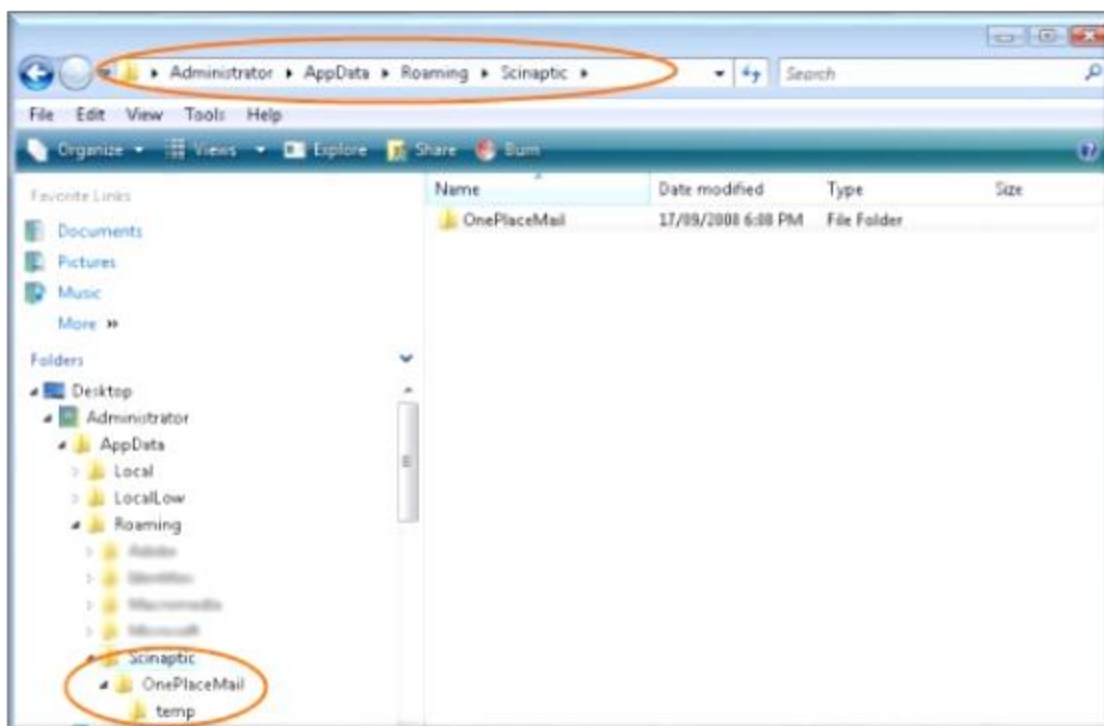 Administrator AppData Roaming Scinaptic
Search
File Edit View Tools Help
Organize Views Explore Share Burn
Favorite Links
Documents
Pictures
Music
More »
Folders
Desktop
Administrator
AppData
Local
LocalLow
Roaming
Scinaptic
OnePlaceMail
temp
Name Date modified Type Size
OnePlaceMail 17/09/2008 6:08 PM File Folder